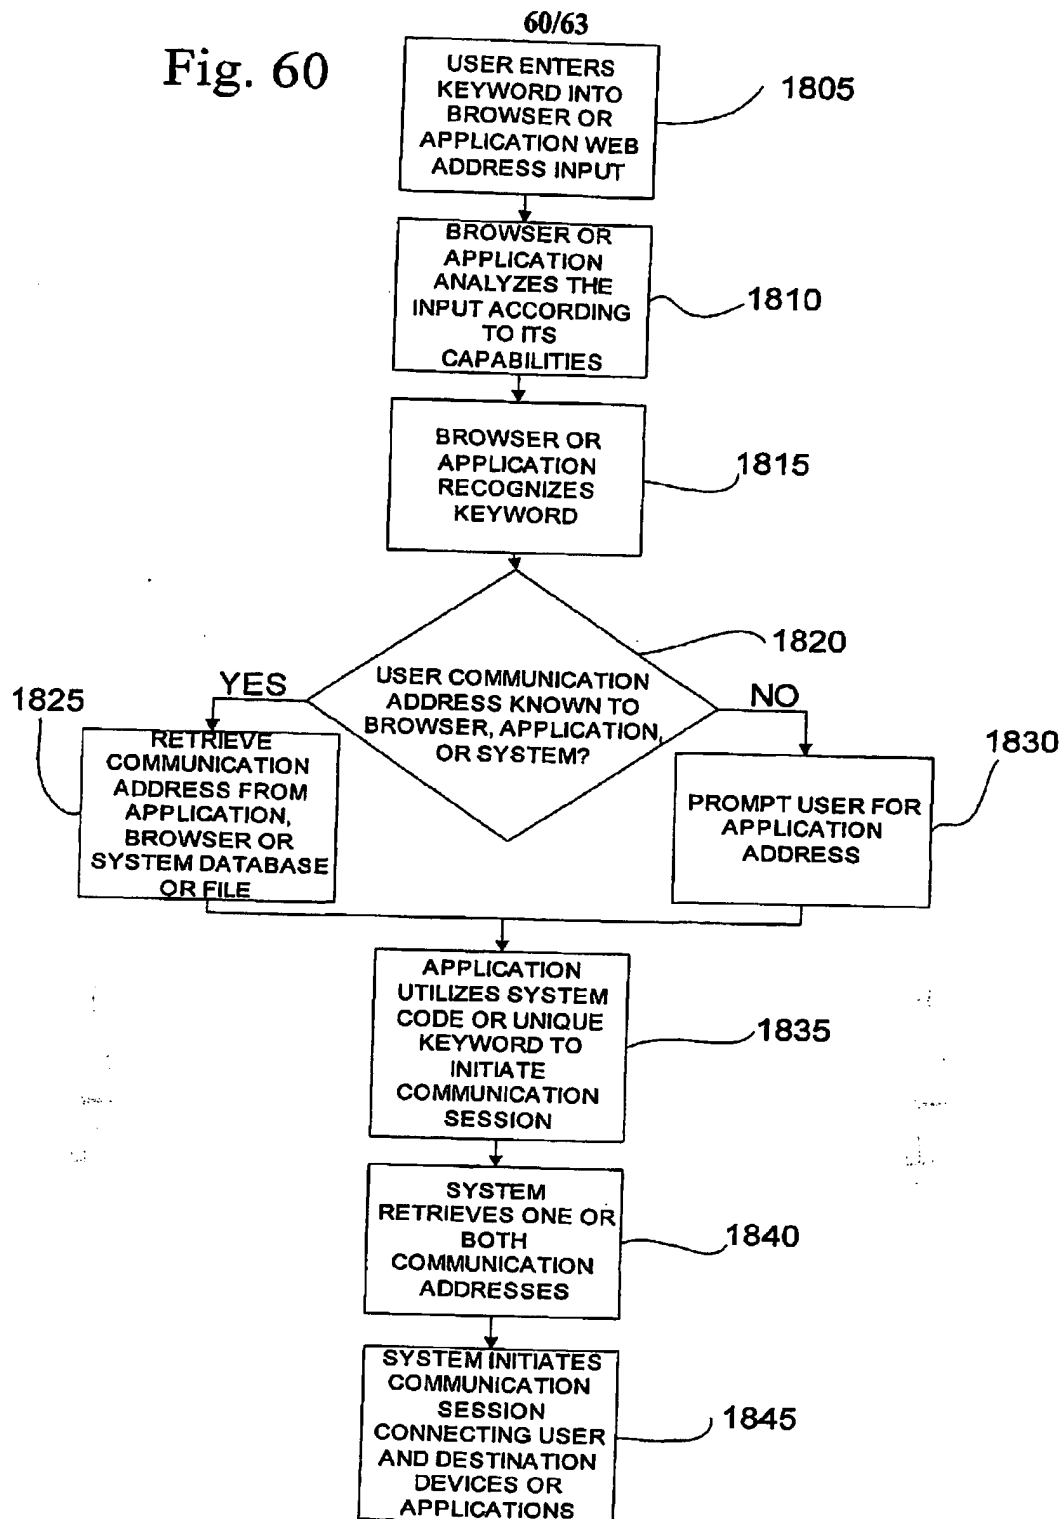 60/63
Fig. 60
USER ENTERS
KEYWORD INTO
BROWSER OR
APPLICATION WEB
ADDRESS INPUT
1805
BROWSER OR
APPLICATION
ANALYZES THE
INPUT ACCORDING
TO ITS
CAPABILITIES
1810
BROWSER OR
APPLICATION
RECOGNIZES
KEYWORD
1815
USER COMMUNICATION
ADDRESS KNOWN TO
BROWSER, APPLICATION,
OR SYSTEM?
1820
YES
NO
1825
RETRIEVE
COMMUNICATION
ADDRESS FROM
APPLICATION,
BROWSER OR
SYSTEM DATABASE
OR FILE
PROMPT USER FOR
APPLICATION
ADDRESS
1830
APPLICATION
UTILIZES SYSTEM
CODE OR UNIQUE
KEYWORD TO
INITIATE
COMMUNICATION
SESSION
1835
SYSTEM
RETRIEVES ONE OR
BOTH
COMMUNICATION
ADDRESSES
1840
SYSTEM INITIATES
COMMUNICATION
SESSION
CONNECTING USER
AND DESTINATION
DEVICES OR
APPLICATIONS
1845